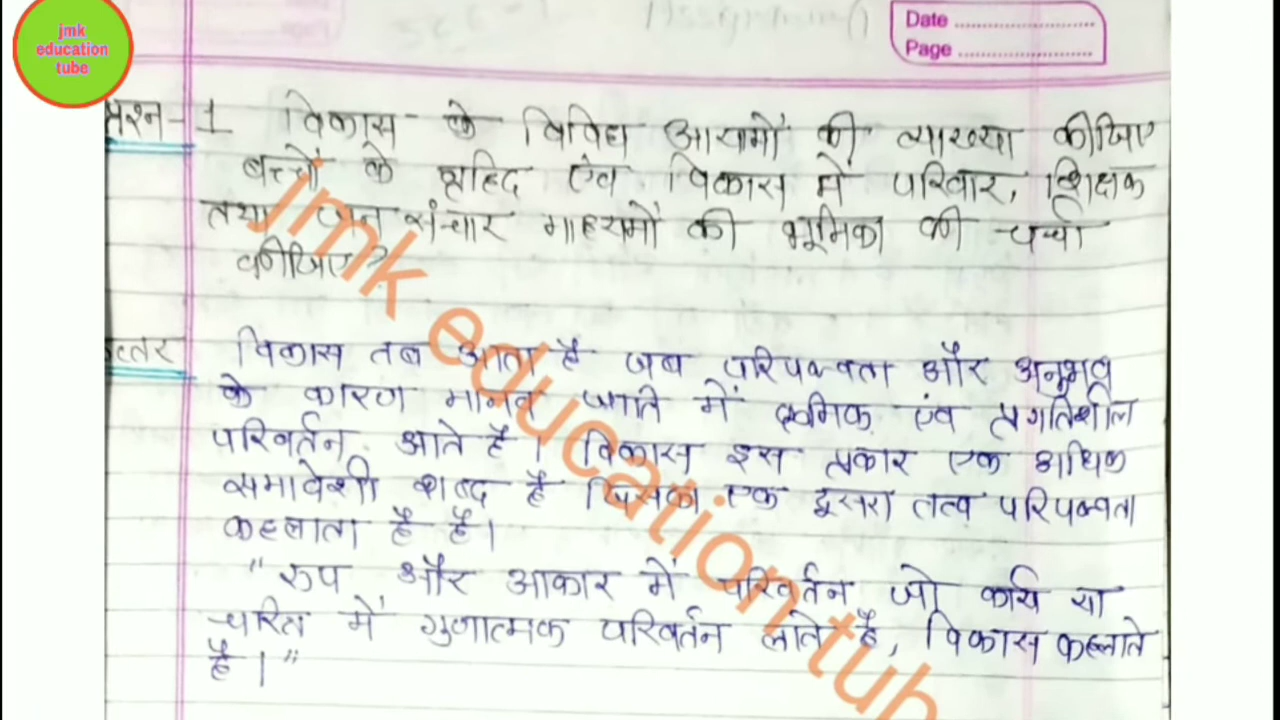 jmk
education
tube
Date
Page
प्रश्न-1 विकास के विविध आयामों की व्याख्या कीजिए
बच्चों के वृद्धि एंव विकास में परिवार, शिक्षक
तथा जन संचार माध्यमों की भूमिका की चर्चा
कीजिए?
उत्तर विकास तब आता है जब परिपक्वता और अनुभव
के कारण मानव जाति में क्रमिक एंव प्रगतिशील
परिवर्तन आते है। विकास इस प्रकार एक अधिक
समावेशी शब्द है जिसका एक दूसरा तत्व परिपक्वता
कहलाता है है।
"रुप और आकार में परिवर्तन जो कार्य या
चरित्र में गुणात्मक परिवर्तन लाते है, विकास कहलाते
है।"
jmk education tub